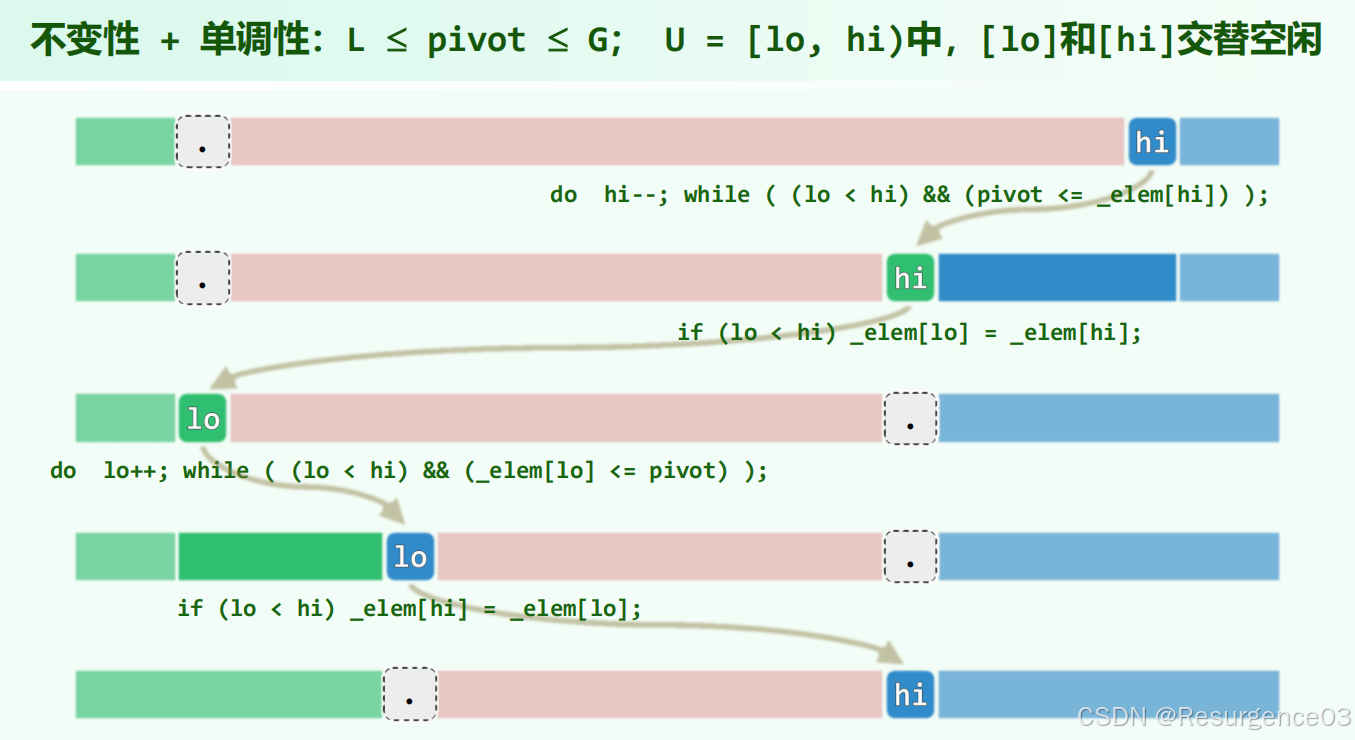 不变性 + 单调性：L ≤ pivot ≤ G； U = [lo, hi)中，[lo]和[hi]交替空闲
. hi
do hi--; while ( (lo < hi) && (pivot <= _elem[hi]) );
. hi
if (lo < hi) _elem[lo] = _elem[hi];
lo .
do lo++; while ( (lo < hi) && (_elem[lo] <= pivot) );
lo .
if (lo < hi) _elem[hi] = _elem[lo];
. hi
CSDN @Resurgence03